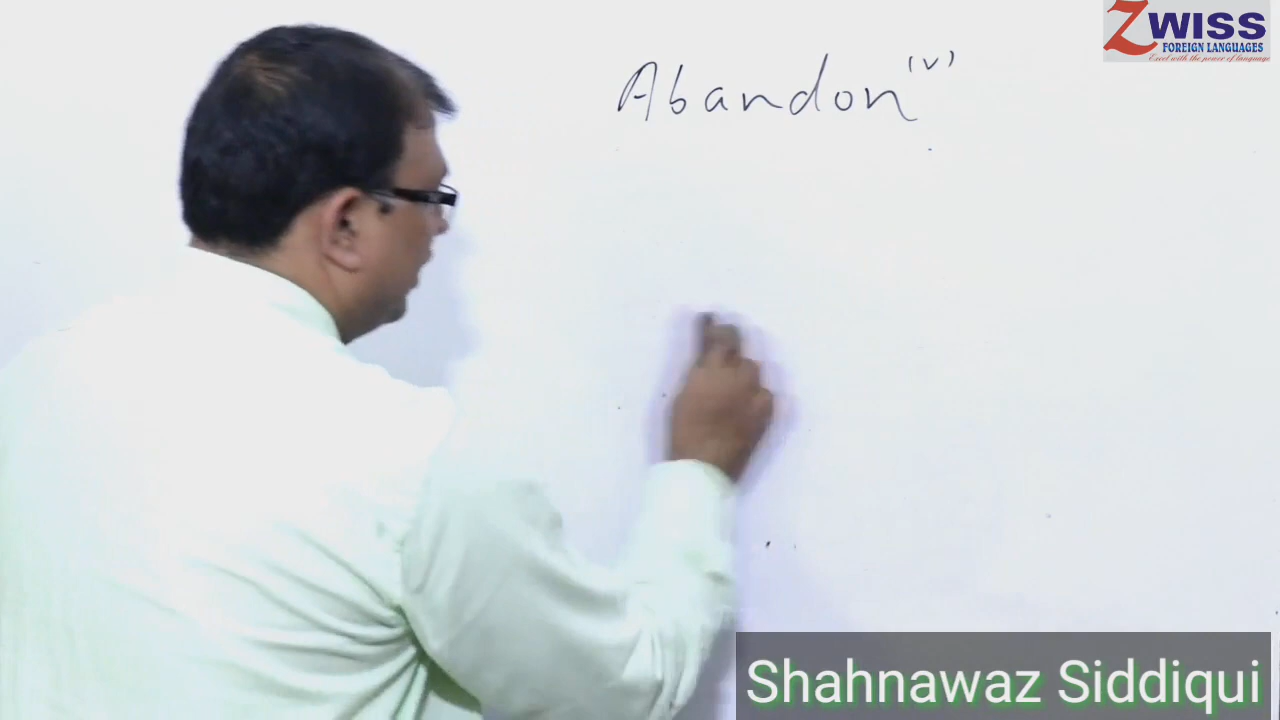 ZWISS
FOREIGN LANGUAGES
Excel with the power of language
Abandon (v)
Shahnawaz Siddiqui